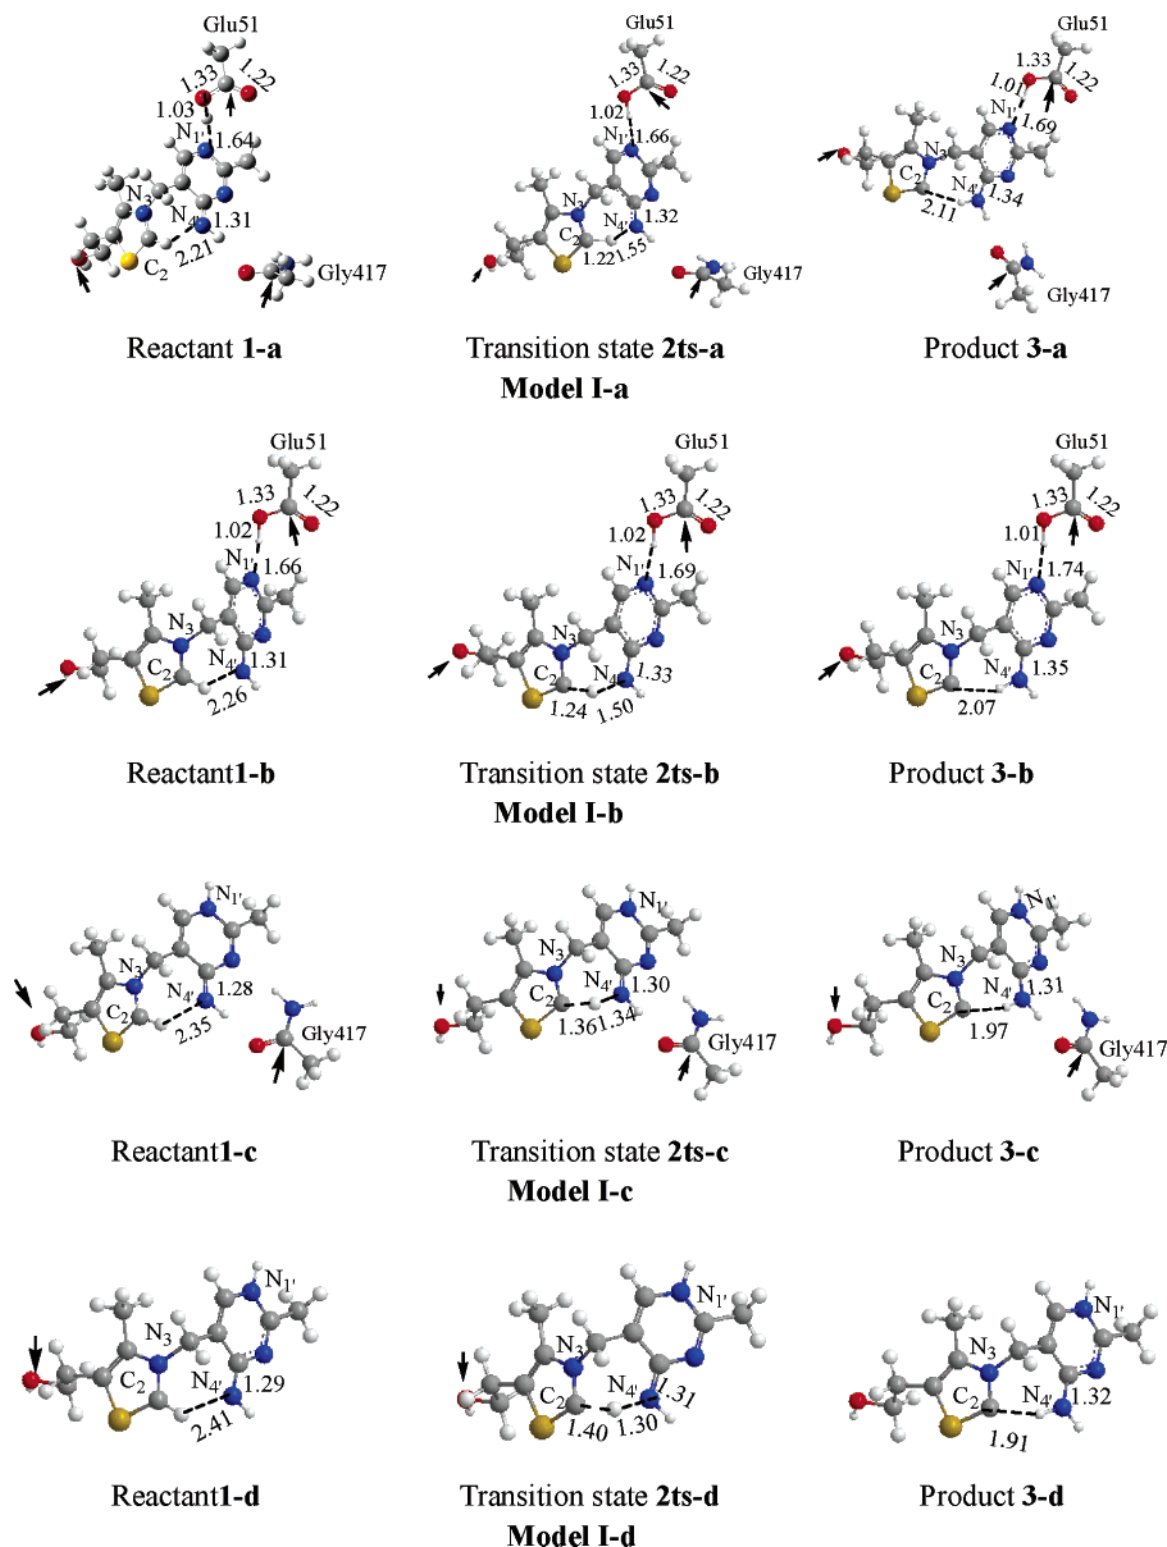 Glu51 Glu51 Glu51
1.33 1.22 1.33 1.22 1.33 1.22
1.03 1.02 1.01
N1' 1.64 N1' 1.66 N1' 1.69
N3 N3 N3
N4' 1.31 N4' 1.32 N4' 1.34
C2 2.21 C2 1.22 1.55 C2 2.11
Gly417 Gly417 Gly417
Reactant 1-a Transition state 2ts-a Product 3-a
Model I-a
Glu51 Glu51 Glu51
1.33 1.22 1.33 1.22 1.33 1.22
1.02 1.02 1.01
N1' 1.66 N1' 1.69 N1' 1.74
N3 N3 N3
C2 N4' 1.31 C2 N4' 1.33 C2 N4' 1.35
2.26 1.24 1.50 2.07
Reactant1-b Transition state 2ts-b Product 3-b
Model I-b
N1' N1' N1'
N3 N3 N3
C2 N4' 1.28 C2 N4' 1.30 C2 N4' 1.31
2.35 1.36 1.34 1.97
Gly417 Gly417 Gly417
Reactant1-c Transition state 2ts-c Product 3-c
Model I-c
N1' N1' N1'
N3 N3 N3
C2 N4' 1.29 C2 N4' 1.31 C2 N4' 1.32
2.41 1.40 1.30 1.91
Reactant1-d Transition state 2ts-d Product 3-d
Model I-d